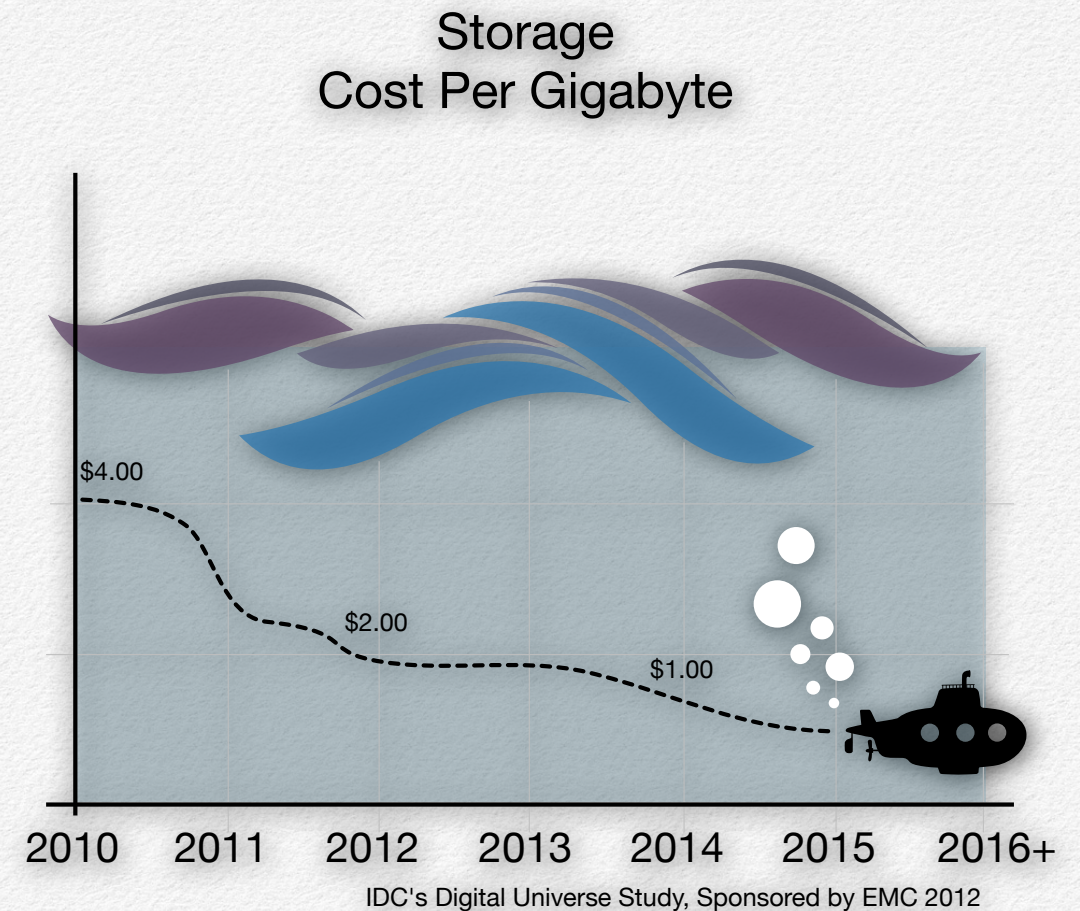 Storage
Cost Per Gigabyte
$4.00
$2.00
$1.00
2010 2011 2012 2013 2014 2015 2016+
IDC's Digital Universe Study, Sponsored by EMC 2012